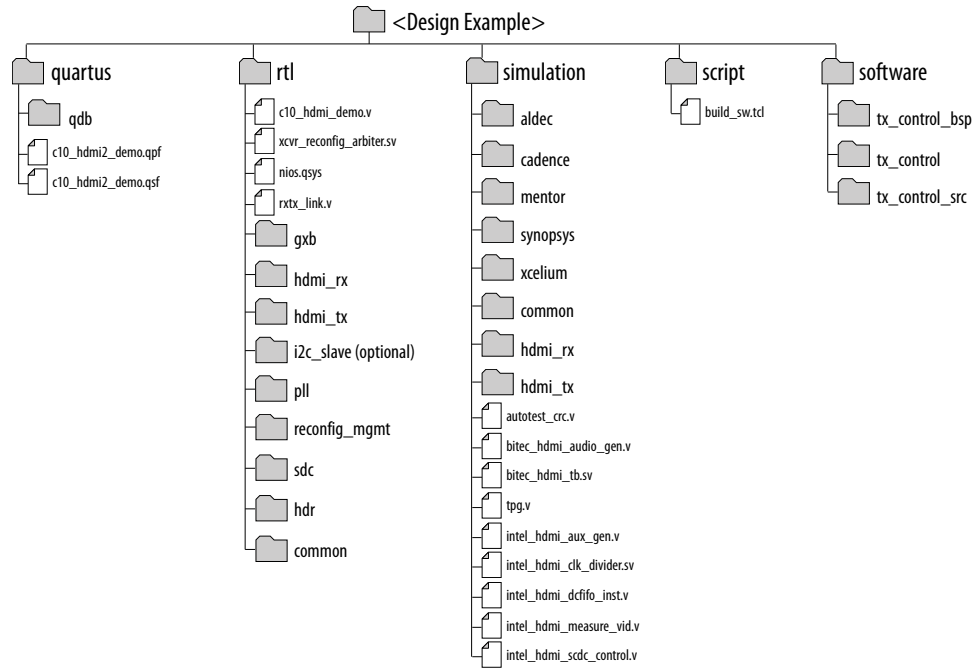 <Design Example>
quartus
qdb
c10_hdmi2_demo.qpf
c10_hdmi2_demo.qsf
rtl
c10_hdmi_demo.v
xcvr_reconfig_arbiter.sv
nios.qsys
rxtx_link.v
gxb
hdmi_rx
hdmi_tx
i2c_slave (optional)
pll
reconfig_mgmt
sdc
hdr
common
simulation
aldec
cadence
mentor
synopsys
xcelium
common
hdmi_rx
hdmi_tx
autotest_crc.v
bitec_hdmi_audio_gen.v
bitec_hdmi_tb.sv
tpg.v
intel_hdmi_aux_gen.v
intel_hdmi_clk_divider.sv
intel_hdmi_dcfifo_inst.v
intel_hdmi_measure_vid.v
intel_hdmi_scdc_control.v
script
build_sw.tcl
software
tx_control_bsp
tx_control
tx_control_src